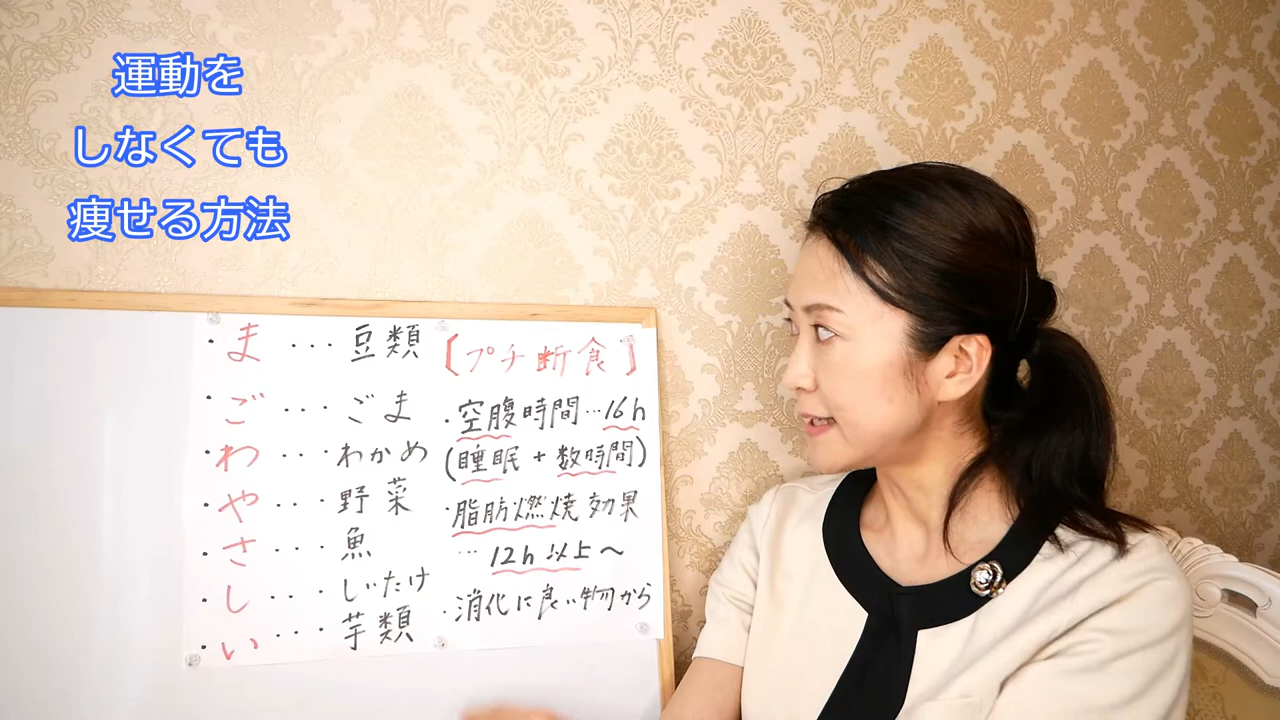 運動を
しなくても
痩せる方法
・ま・・・豆類
・ご・・・ごま
・わ・・・わかめ
・や・・・野菜
・さ・・・魚
・し・・・しいたけ
・い・・・芋類
【プチ断食】
・空腹時間…16h
(睡眠+数時間)
・脂肪燃焼効果
…12h以上〜
・消化に良い物から